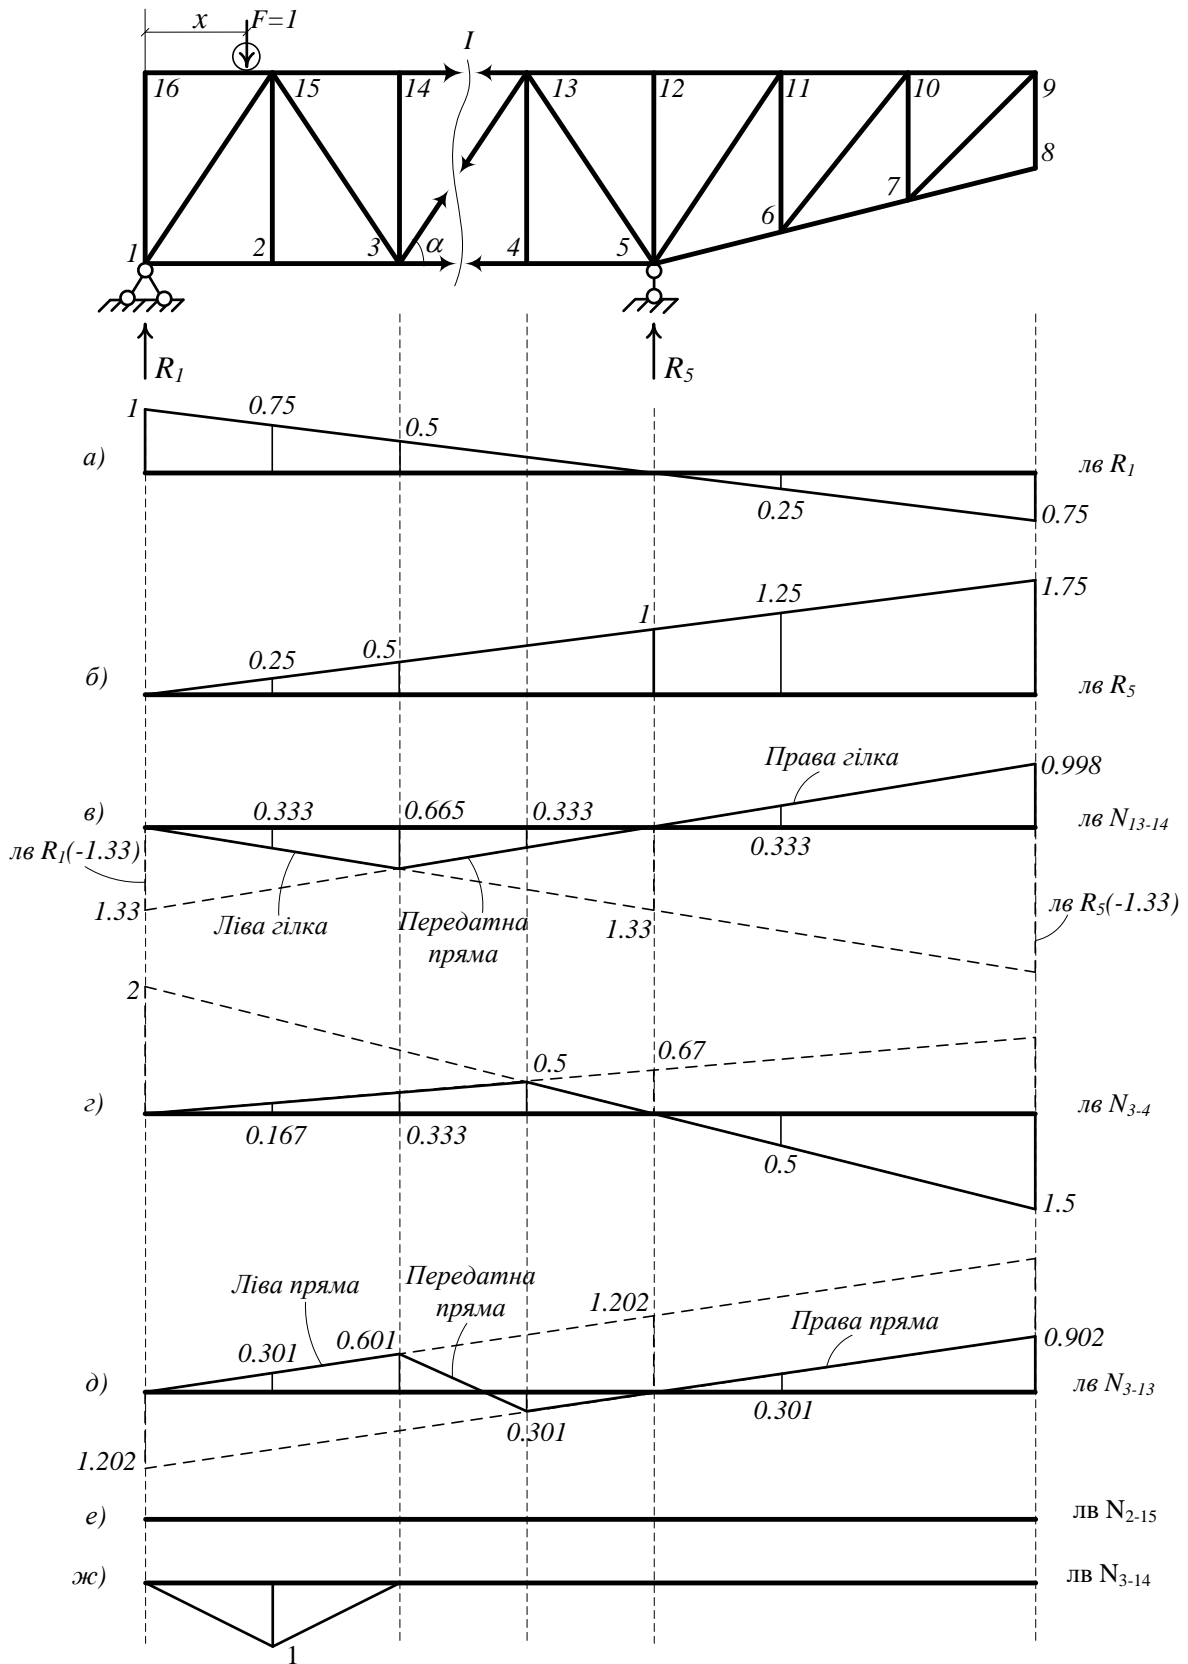 x F=1
I
16 15 14 13 12 11 10 9
8
7
6
1 2 3 α 4 5
R1 R5
1 0.75 0.5
а) лв R1
0.25 0.75
1.75
1.25
1
0.5
0.25
б) лв R5
Права гілка
0.998
0.333 0.665 0.333
в) лв N13-14
0.333
лв R1(-1.33)
1.33
Ліва гілка
Передатна
пряма
1.33
лв R5(-1.33)
2
0.5 0.67
г) лв N3-4
0.167 0.333
0.5
1.5
Ліва пряма
Передатна
пряма
1.202
Права пряма
0.301 0.601
0.902
д) лв N3-13
0.301 0.301
1.202
е) лв N2-15
ж) лв N3-14
1